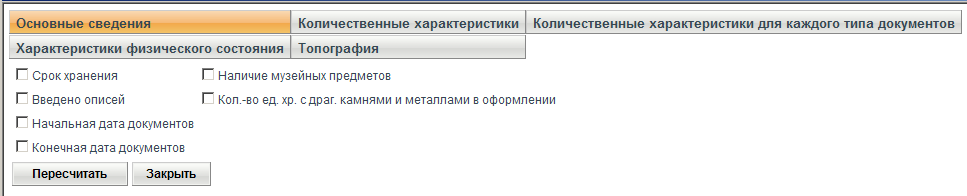 Основные сведения Количественные характеристики Количественные характеристики для каждого типа документов
Характеристики физического состояния Топография
Срок хранения Наличие музейных предметов
Введено описей Кол.-во ед. хр. с драг. камнями и металлами в оформлении
Начальная дата документов
Конечная дата документов
Пересчитать Закрыть